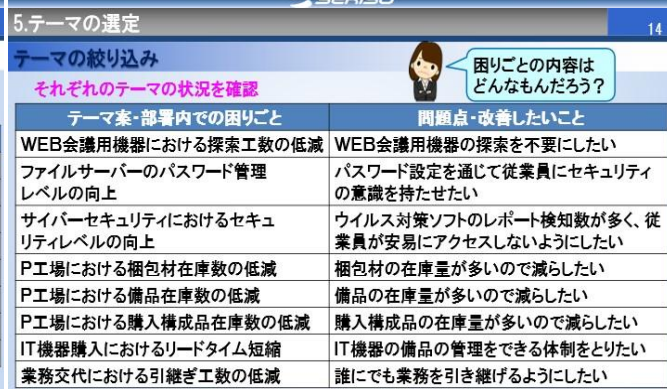 5.テーマの選定
14
テーマの絞り込み
それぞれのテーマの状況を確認
困りごとの内容は
どんなもんだろう？
テーマ案・部署内での困りごと 問題点・改善したいこと
WEB会議用機器における探索工数の低減 WEB会議用機器の探索を不要にしたい
ファイルサーバーのパスワード管理 パスワード設定を通じて従業員にセキュリティ
レベルの向上 の意識を持たせたい
サイバーセキュリティにおけるセキュ ウイルス対策ソフトのレポート検知数が多く、従
リティレベルの向上 業員が安易にアクセスしないようにしたい
P工場における梱包材在庫数の低減 梱包材の在庫量が多いので減らしたい
P工場における備品在庫数の低減 備品の在庫量が多いので減らしたい
P工場における購入構成品在庫数の低減 購入構成品の在庫量が多いので減らしたい
IT機器購入におけるリードタイム短縮 IT機器の備品の管理をできる体制をとりたい
業務交代における引継ぎ工数の低減 誰にでも業務を引き継げるようにしたい